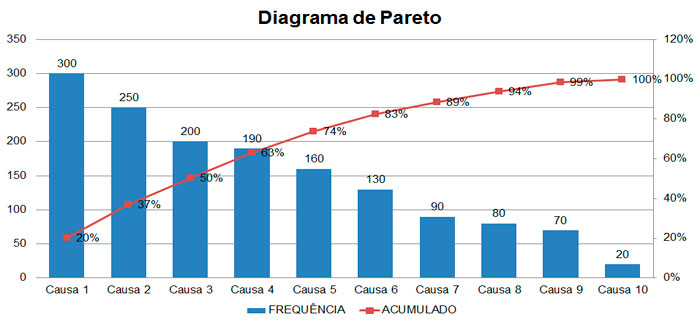 Diagrama de Pareto
350 120%
300 300
250 250 100%
200 200 190 80%
160
150 130 60%
100 90 80 70 40%
50 20 20%
0 0%
20% 37% 50% 63% 74% 83% 89% 94% 99% 100%
Causa 1 Causa 2 Causa 3 Causa 4 Causa 5 Causa 6 Causa 7 Causa 8 Causa 9 Causa 10
FREQUÊNCIA ACUMULADO